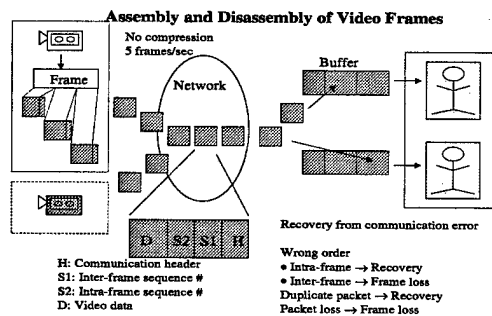 Assembly and Disassembly of Video Frames
No compression
5 frames/sec
Frame
Network
Buffer
D S2 S1 H
H: Communication header
S1: Inter-frame sequence #
S2: Intra-frame sequence #
D: Video data
Recovery from communication error
Wrong order
• Intra-frame → Recovery
• Inter-frame → Frame loss
Duplicate packet → Recovery
Packet loss → Frame loss